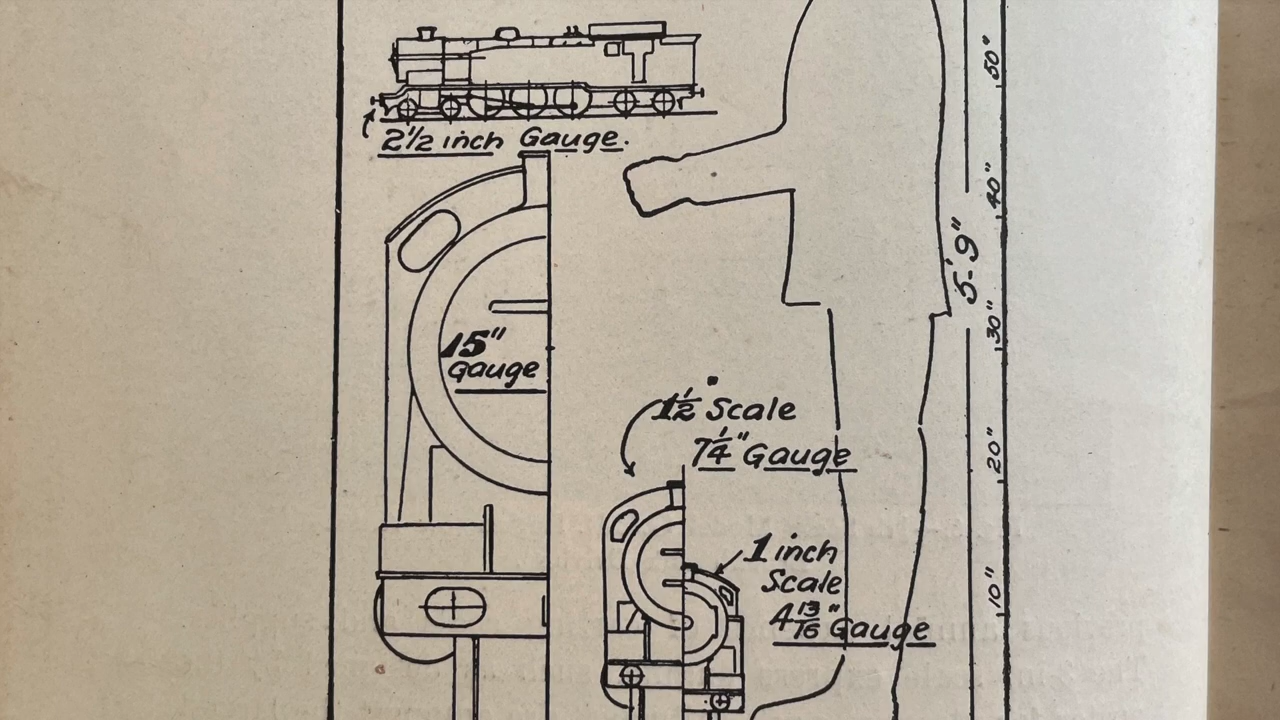 2½ inch Gauge.
15"
Gauge
1½" Scale
7¼" Gauge
1 inch
Scale
4 13/16" Gauge
5'-9"
50"
40"
30"
20"
10"